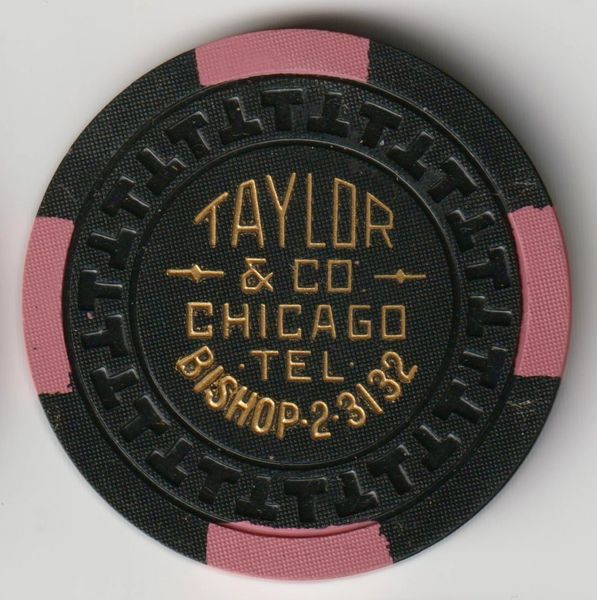 TAYLOR
& CO.
CHICAGO
·TEL·
BISHOP·2·3132